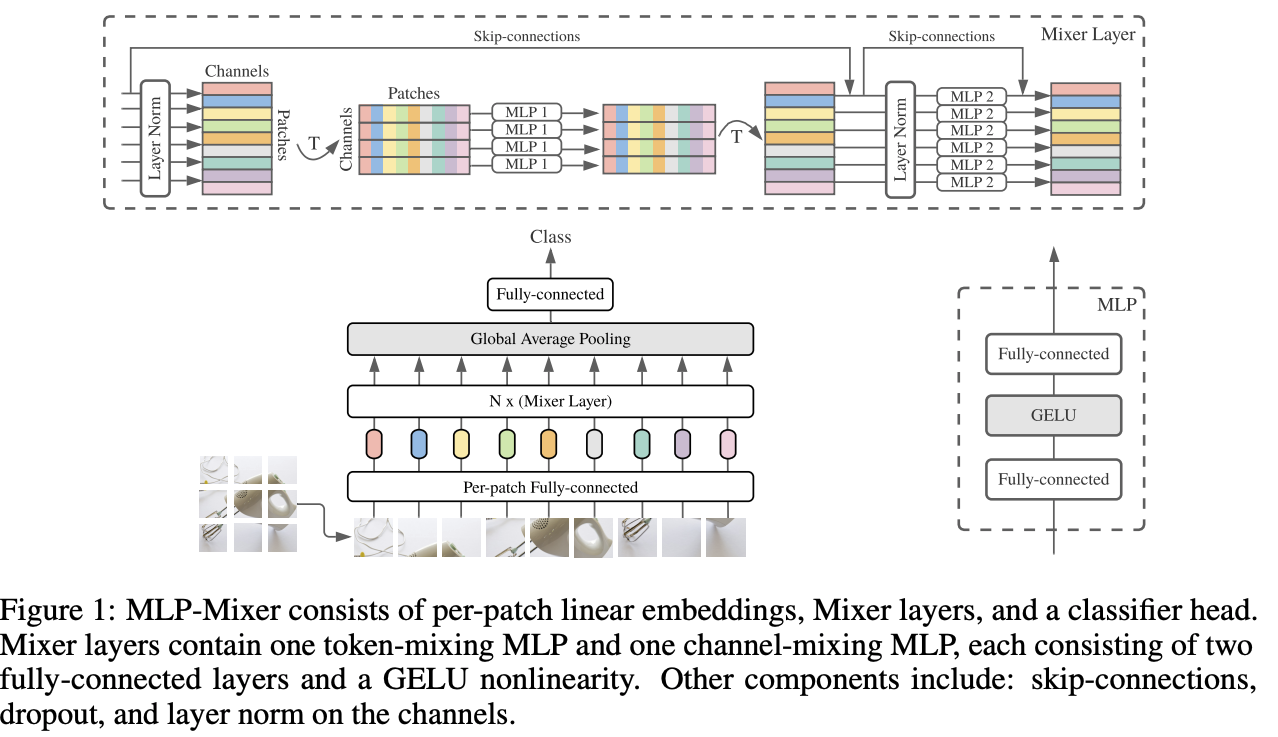 Skip-connections
Skip-connections
Mixer Layer
Channels
Layer Norm
Patches
T
Patches
Channels
MLP 1
MLP 1
MLP 1
MLP 1
T
Layer Norm
MLP 2
MLP 2
MLP 2
MLP 2
MLP 2
MLP 2
Class
Fully-connected
Global Average Pooling
N x (Mixer Layer)
Per-patch Fully-connected
MLP
Fully-connected
GELU
Fully-connected
Figure 1: MLP-Mixer consists of per-patch linear embeddings, Mixer layers, and a classifier head.
Mixer layers contain one token-mixing MLP and one channel-mixing MLP, each consisting of two
fully-connected layers and a GELU nonlinearity. Other components include: skip-connections,
dropout, and layer norm on the channels.